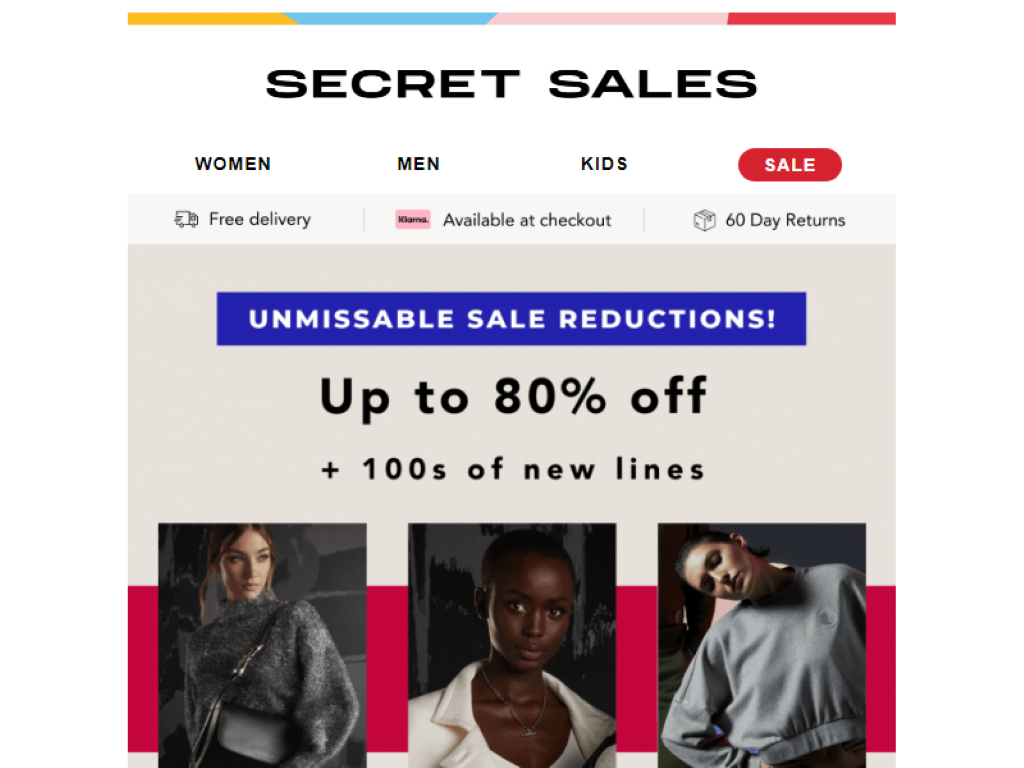 SECRET SALES
WOMEN MEN KIDS SALE
Free delivery Klarna. Available at checkout 60 Day Returns
UNMISSABLE SALE REDUCTIONS!
Up to 80% off
+ 100s of new lines